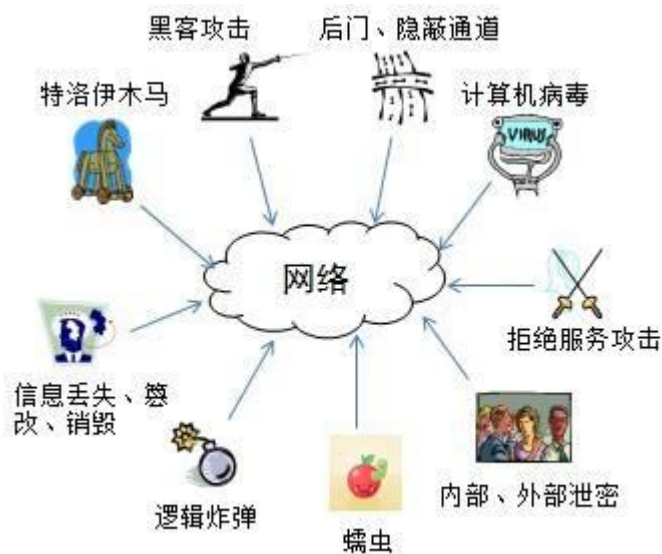 黑客攻击
后门、隐蔽通道
特洛伊木马
计算机病毒
VIRUS
网络
拒绝服务攻击
信息丢失、篡
改、销毁
内部、外部泄密
逻辑炸弹
蠕虫